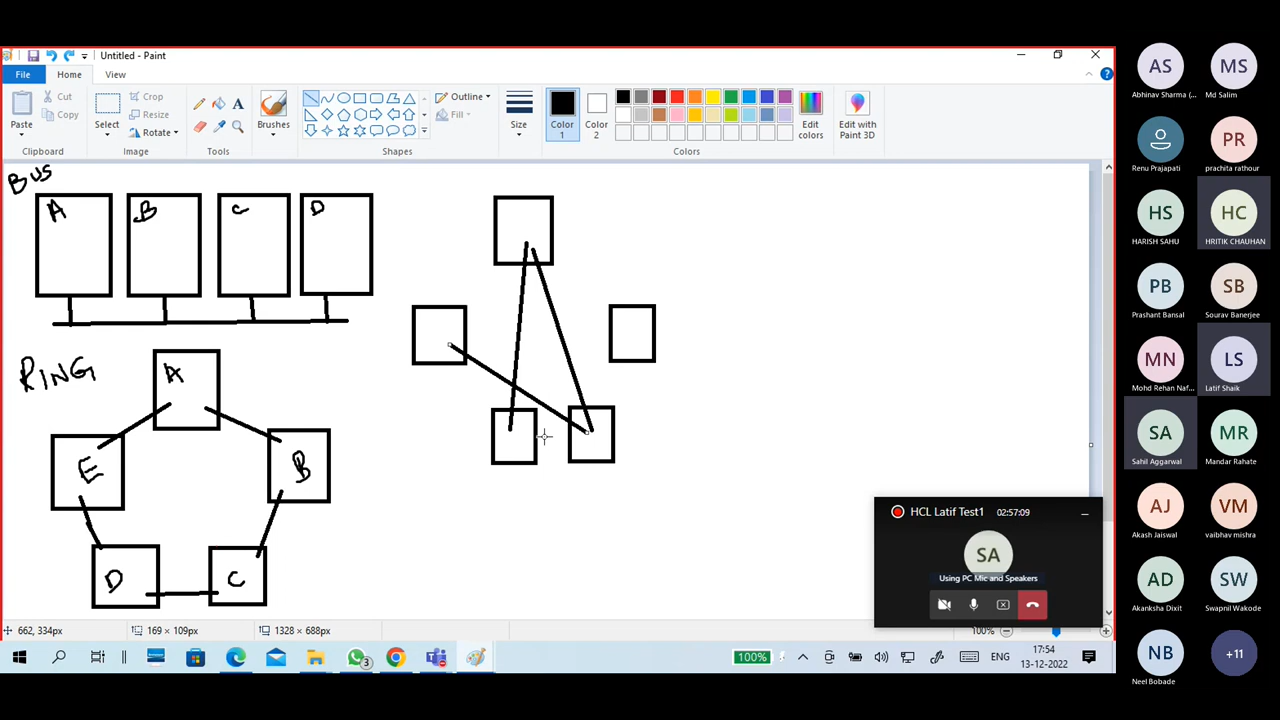 Untitled - Paint
File
Home
View
Paste
Cut
Copy
Clipboard
Select
Crop
Resize
Rotate
Image
A
Tools
Brushes
Outline
Fill
Shapes
Size
Color 1
Color 2
Edit colors
Colors
Edit with Paint 3D
BUS
A
B
C
D
RING
A
E
B
D
C
HCL Latif Test1
02:57:09
SA
Using PC Mic and Speakers
662, 334px
169 × 109px
1328 × 688px
100%
3
100%
ENG
17:54
13-12-2022
AS
Abhinav Sharma (...
MS
Md Salim
Renu Prajapati
PR
prachita rathour
HS
HARISH SAHU
HC
HRITIK CHAUHAN
PB
Prashant Bansal
SB
Sourav Banerjee
MN
Mohd Rehan Naf...
LS
Latif Shaik
SA
Sahil Aggarwal
MR
Mandar Rahate
AJ
Akash Jaiswal
VM
vaibhav mishra
AD
Akanksha Dixit
SW
Swapnil Wakode
NB
Neel Bobade
+11